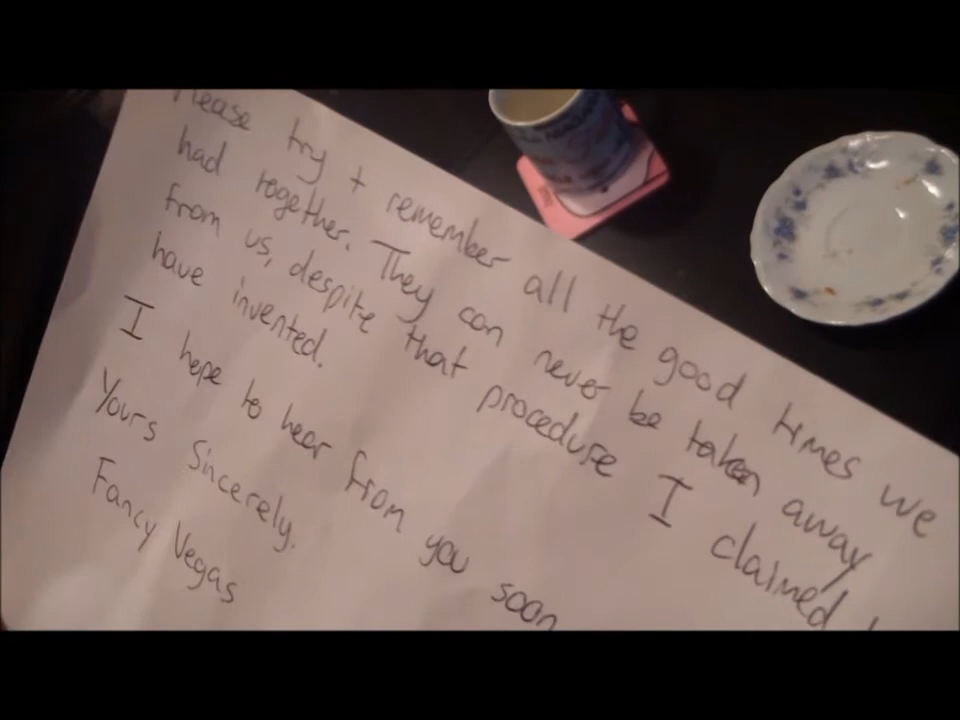 Please try + remember all the good times we
had together. They can never be taken away
from us, despite that procedure I claimed
have invented.
I hope to hear from you soon
Yours Sincerely.
Fancy Vegas